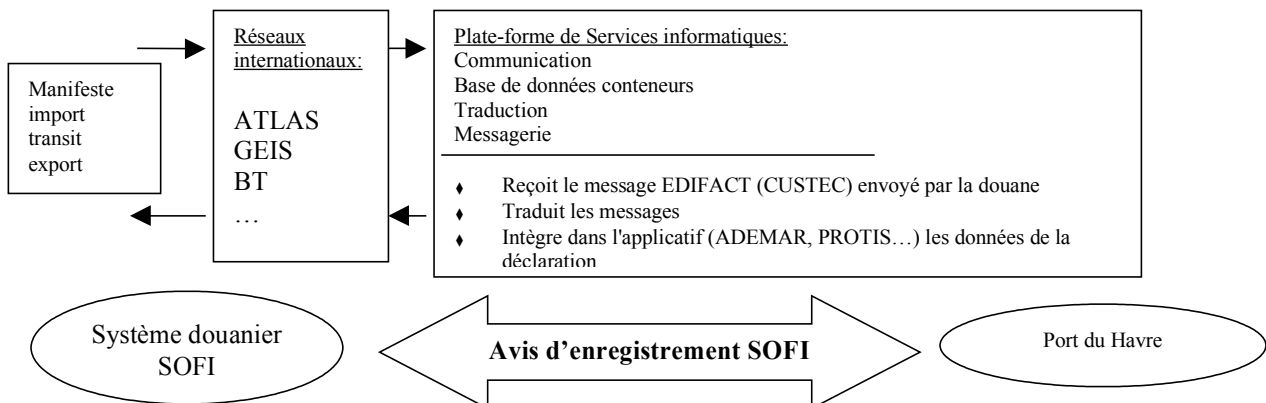 Manifeste
import
transit
export
Réseaux
internationaux:
ATLAS
GEIS
BT
…
Plate-forme de Services informatiques:
Communication
Base de données conteneurs
Traduction
Messagerie
♦ Reçoit le message EDIFACT (CUSTEC) envoyé par la douane
♦ Traduit les messages
♦ Intègre dans l'applicatif (ADEMAR, PROTIS…) les données de la
déclaration
Système douanier
SOFI
Avis d’enregistrement SOFI
Port du Havre